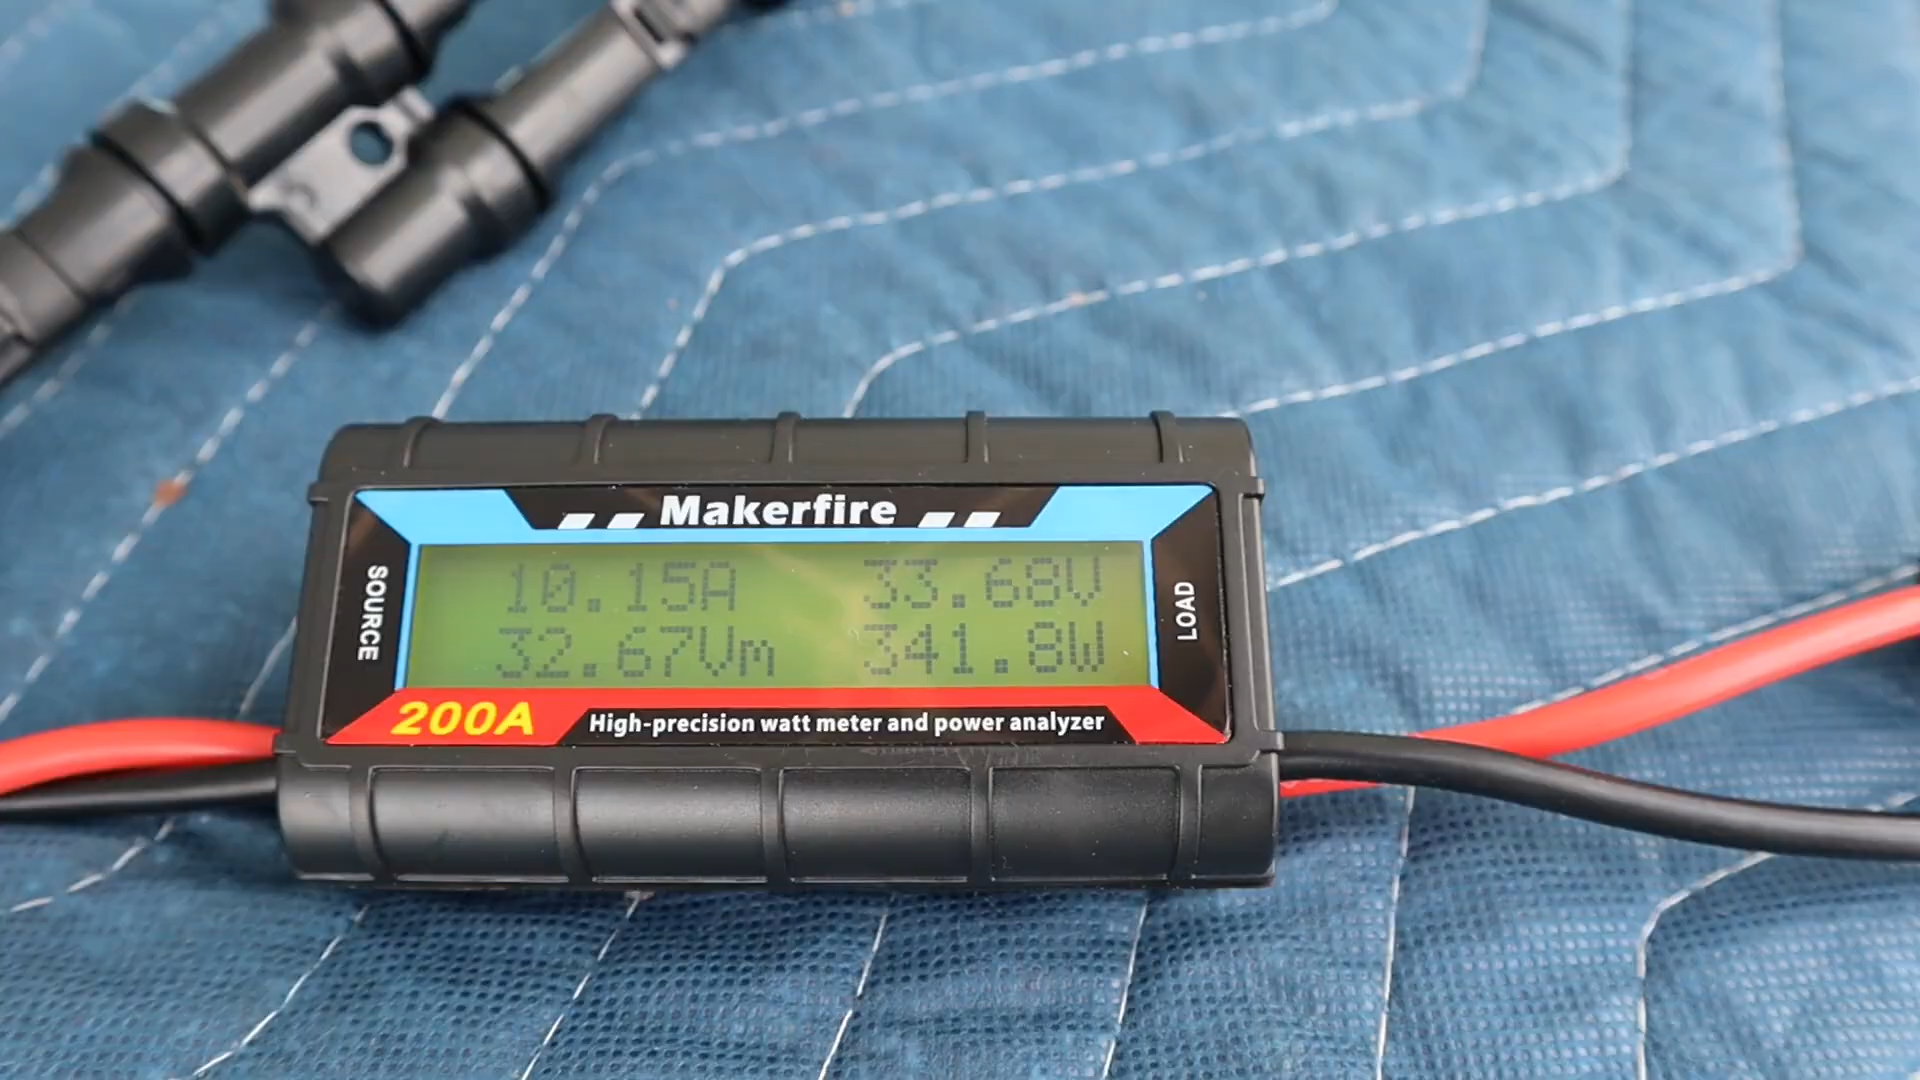 Makerfire
SOURCE
10.15A 33.68V
32.67Vm 341.8W
LOAD
200A High-precision watt meter and power analyzer